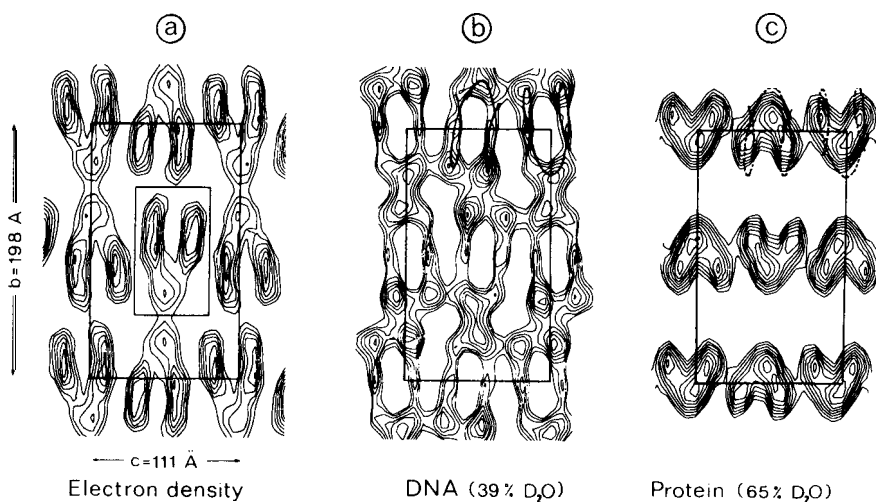 a b c
b=198 A
c=111 Å
Electron density DNA (39% D₂O) Protein (65% D₂O)